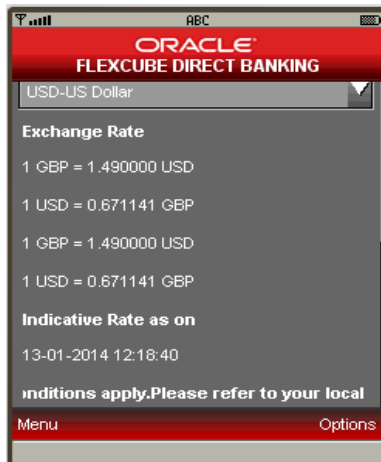 ABC
ORACLE
FLEXCUBE DIRECT BANKING
USD-US Dollar
Exchange Rate
1 GBP = 1.490000 USD
1 USD = 0.671141 GBP
1 GBP = 1.490000 USD
1 USD = 0.671141 GBP
Indicative Rate as on
13-01-2014 12:18:40
onditions apply.Please refer to your local
Menu Options